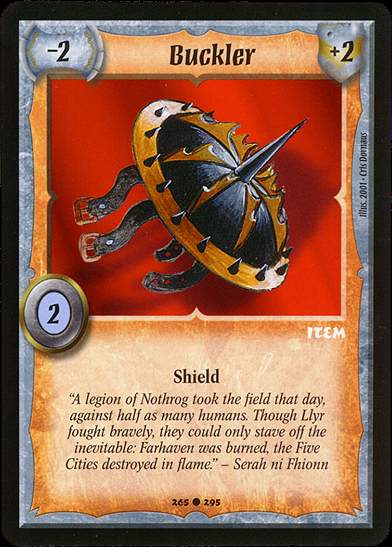 -2
Buckler
+2
Illus. 2001 • Cris Dornaus
2
ITEM
Shield
“A legion of Nothrog took the field that day,
against half as many humans. Though Llyr
fought bravely, they could only stave off the
inevitable: Farhaven was burned, the Five
Cities destroyed in flame.” – Serah ni Fhionn
265 ● 295